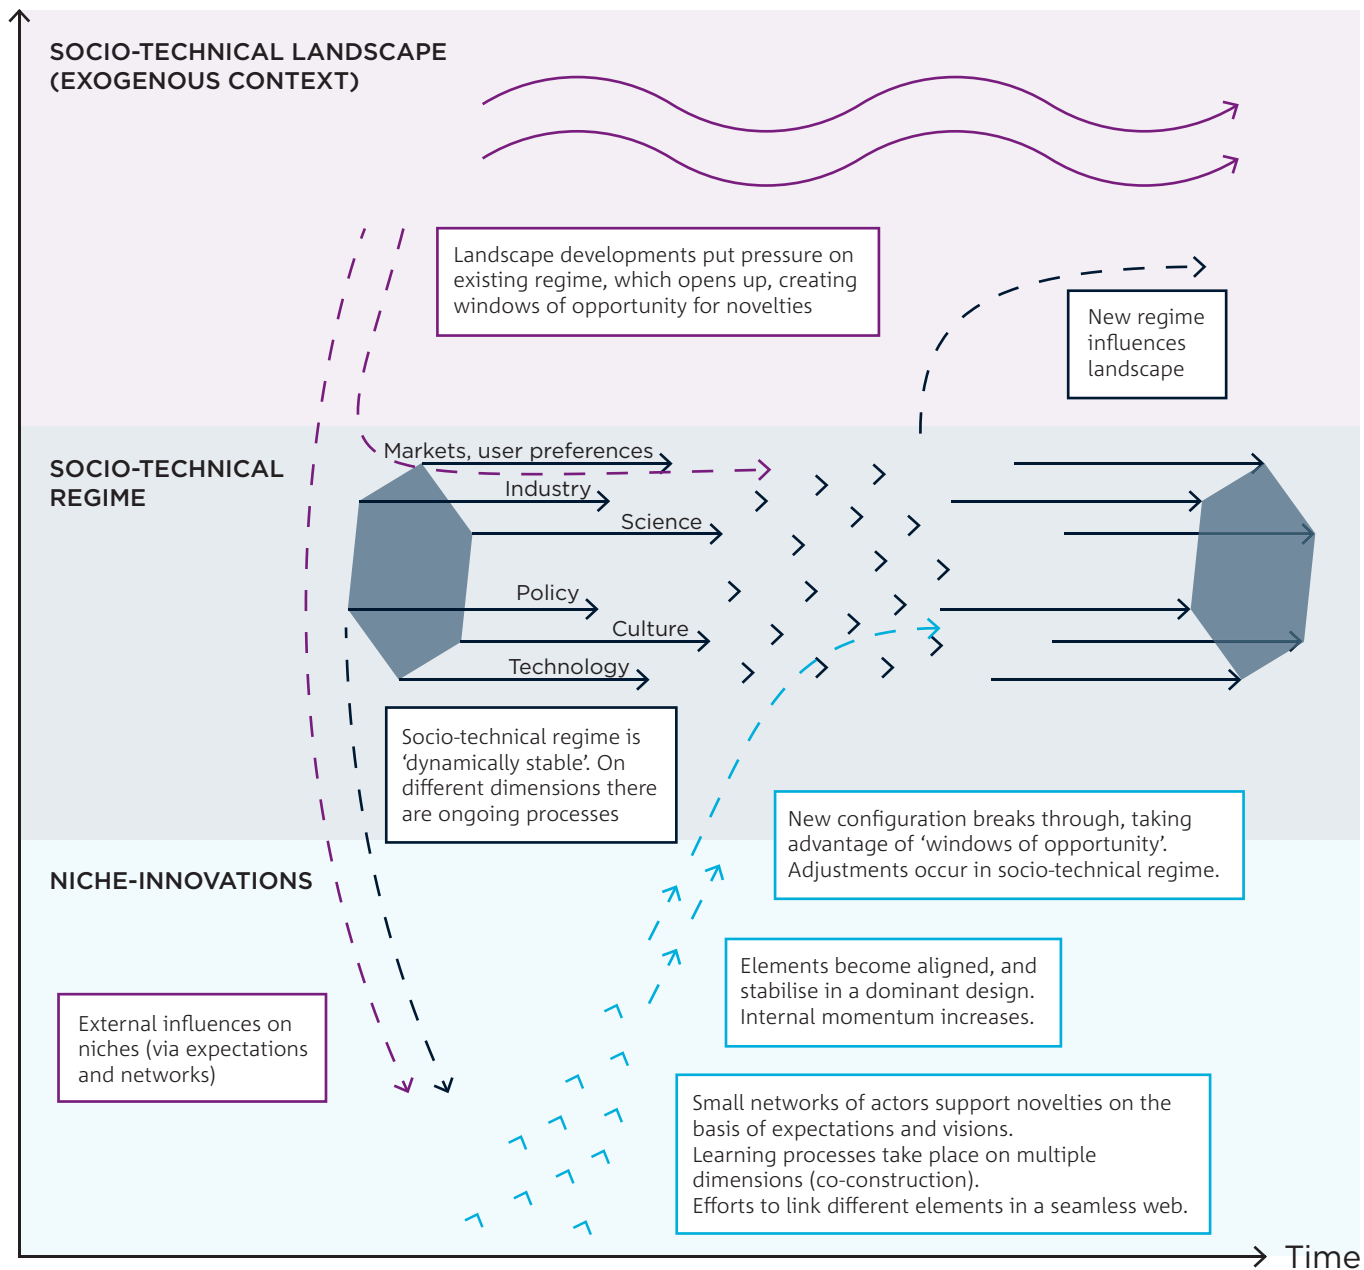 SOCIO-TECHNICAL LANDSCAPE
(EXOGENOUS CONTEXT)
Landscape developments put pressure on
existing regime, which opens up, creating
windows of opportunity for novelties
New regime
influences
landscape
SOCIO-TECHNICAL
REGIME
Markets, user preferences
Industry
Science
Policy
Culture
Technology
Socio-technical regime is
‘dynamically stable’. On
different dimensions there
are ongoing processes
New configuration breaks through, taking
advantage of ‘windows of opportunity’.
Adjustments occur in socio-technical regime.
NICHE-INNOVATIONS
Elements become aligned, and
stabilise in a dominant design.
Internal momentum increases.
External influences on
niches (via expectations
and networks)
Small networks of actors support novelties on the
basis of expectations and visions.
Learning processes take place on multiple
dimensions (co-construction).
Efforts to link different elements in a seamless web.
Time